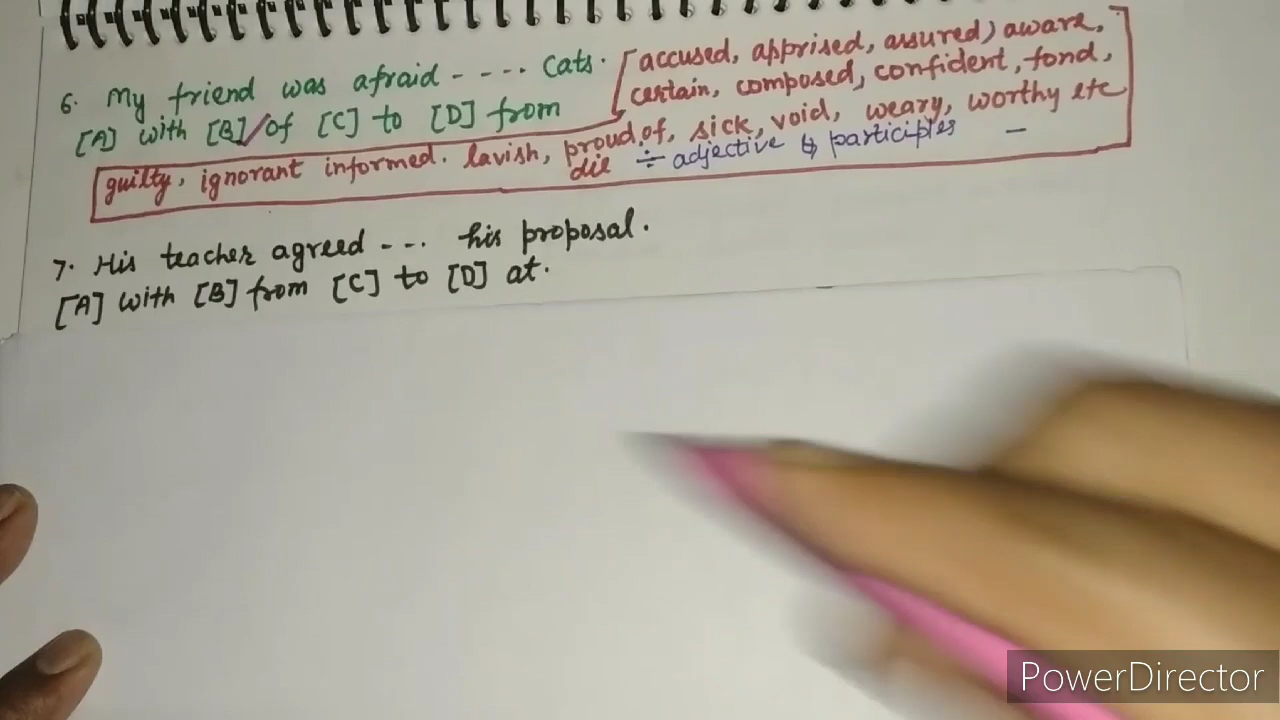 6. My friend was afraid - - - - cats.
[A] with [B] of [C] to [D] from
[accused, apprised, assured) aware,
certain, composed, confident, fond,
guilty, ignorant informed. lavish, proud of, sick, void, weary, worthy etc
die ÷ adjective ↳ participles –
7. His teacher agreed - - - his proposal.
[A] with [B] from [C] to [D] at.
PowerDirector